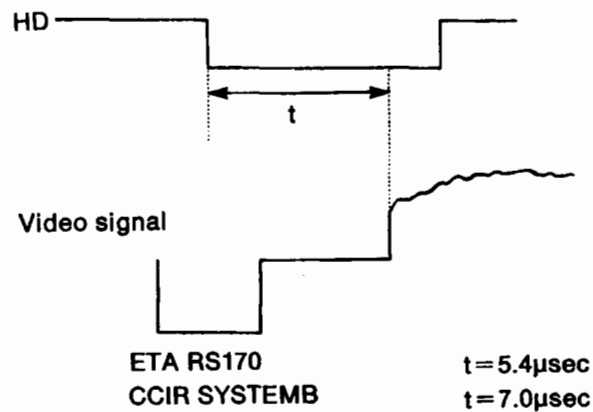 HD
t
Video signal
ETA RS170 t=5.4μsec
CCIR SYSTEMB t=7.0μsec